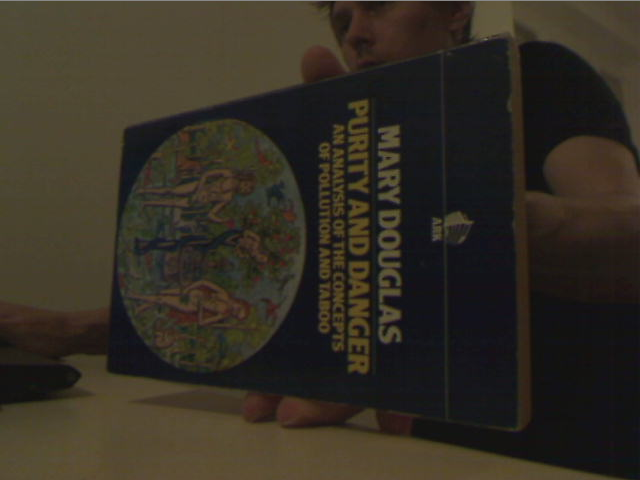 ARK
MARY DOUGLAS
PURITY AND DANGER
AN ANALYSIS OF THE CONCEPTS
OF POLLUTION AND TABOO